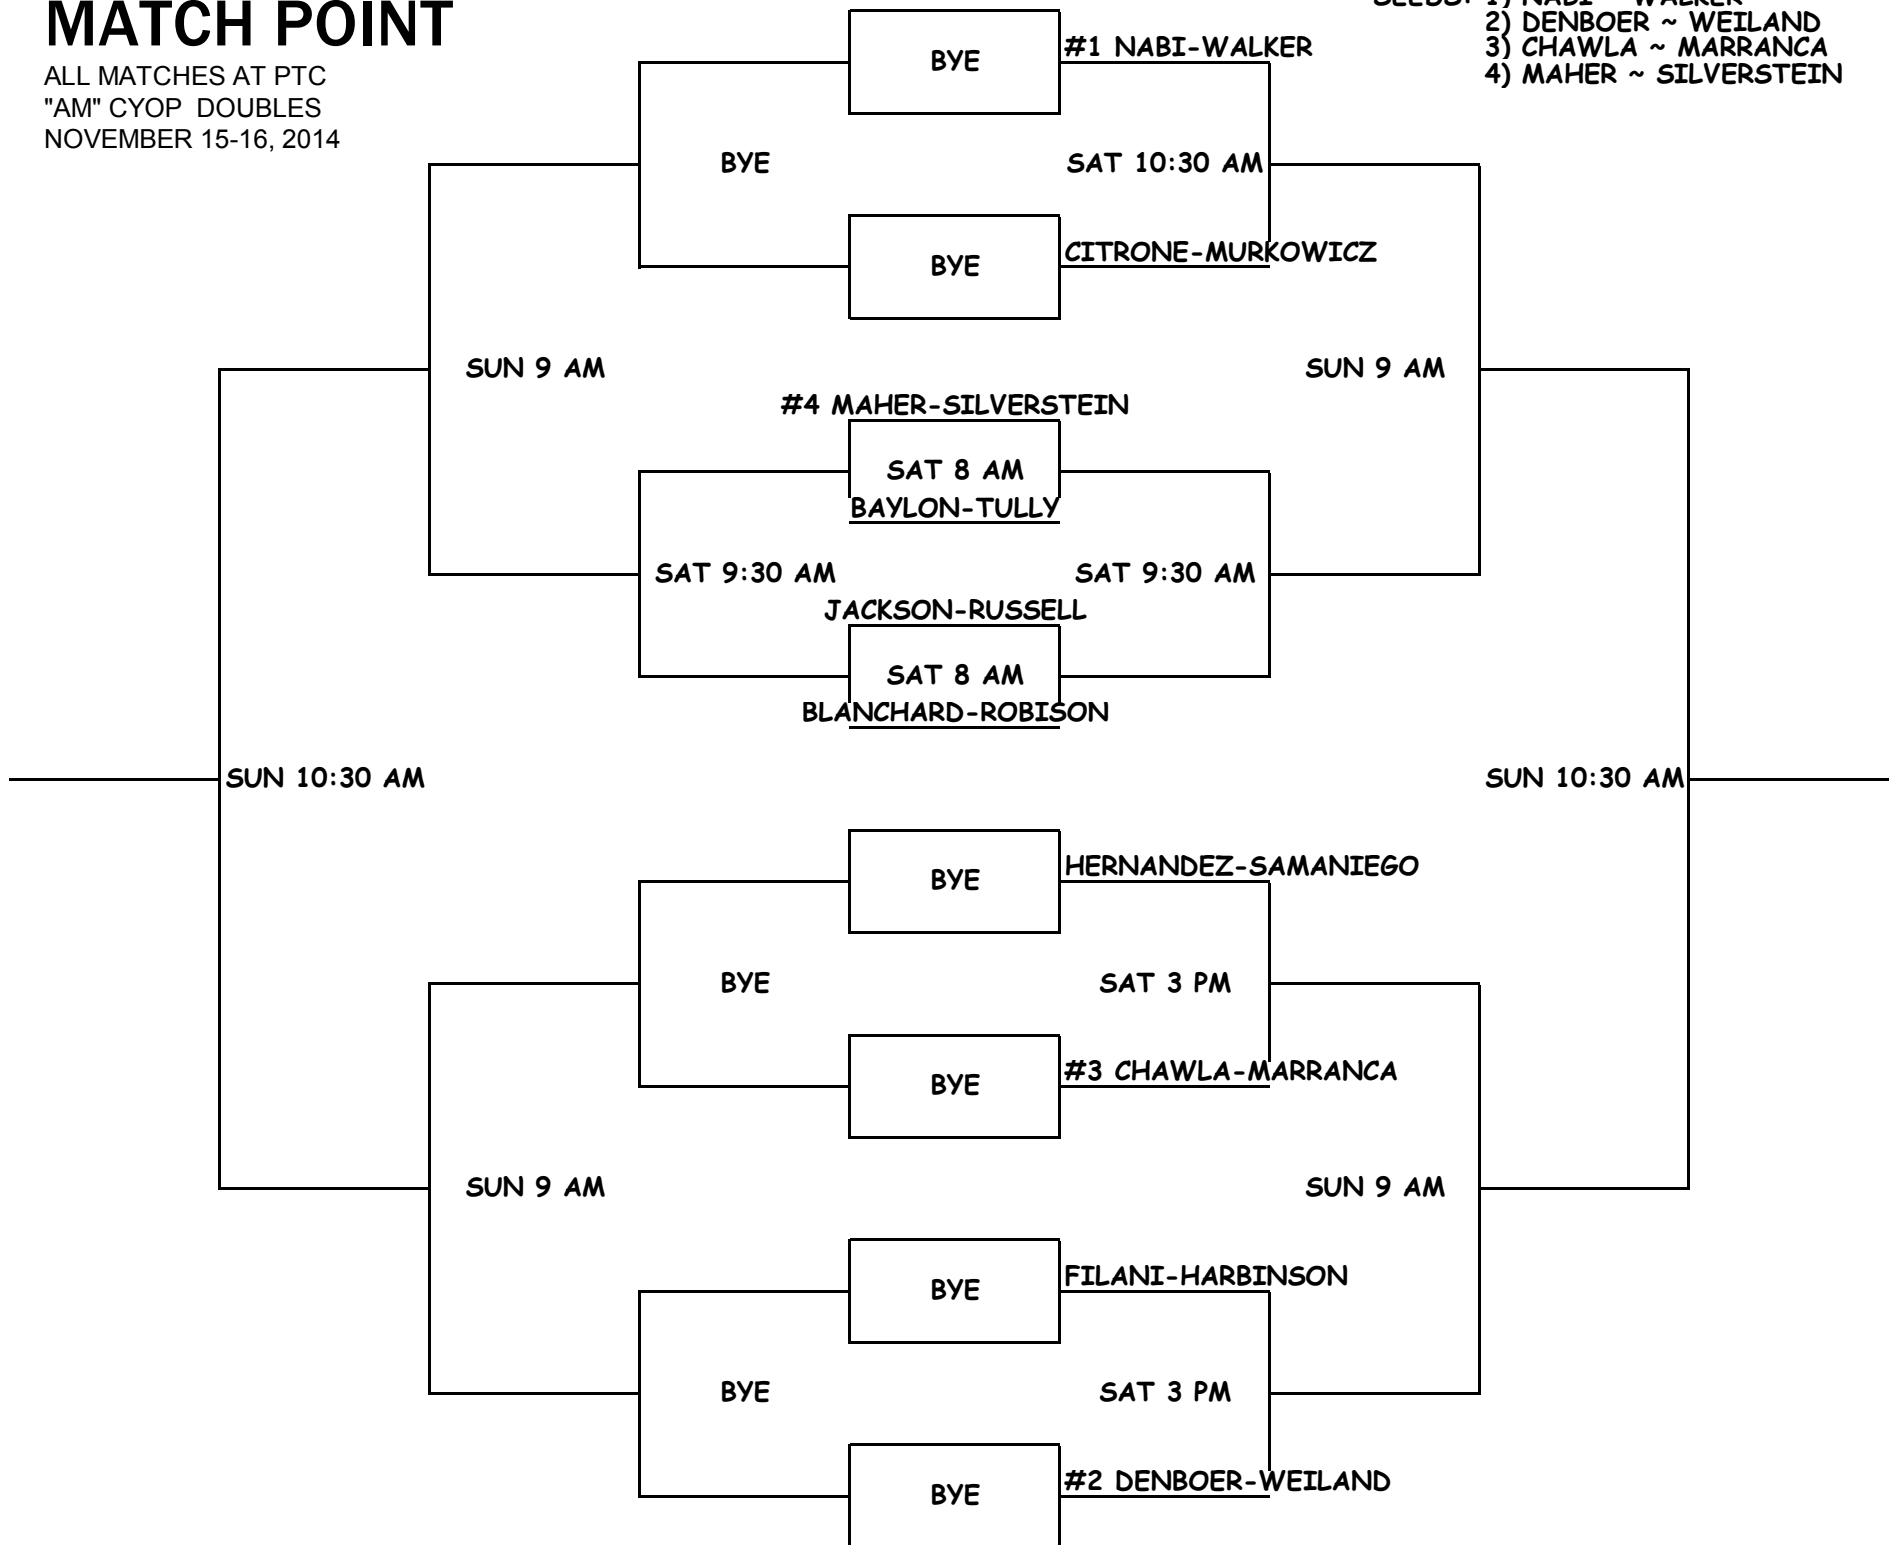 MATCH POINT
ALL MATCHES AT PTC
"AM" CYOP DOUBLES
NOVEMBER 15-16, 2014
SEEDS: 1) NABI ~ WALKER
2) DENBOER ~ WEILAND
3) CHAWLA ~ MARRANCA
4) MAHER ~ SILVERSTEIN
BYE #1 NABI-WALKER
BYE SAT 10:30 AM
BYE CITRONE-MURKOWICZ
SUN 9 AM SUN 9 AM
#4 MAHER-SILVERSTEIN
SAT 8 AM
BAYLON-TULLY
SAT 9:30 AM SAT 9:30 AM
JACKSON-RUSSELL
SAT 8 AM
BLANCHARD-ROBISON
SUN 10:30 AM SUN 10:30 AM
BYE HERNANDEZ-SAMANIEGO
BYE SAT 3 PM
BYE #3 CHAWLA-MARRANCA
SUN 9 AM SUN 9 AM
BYE FILANI-HARBINSON
BYE SAT 3 PM
BYE #2 DENBOER-WEILAND